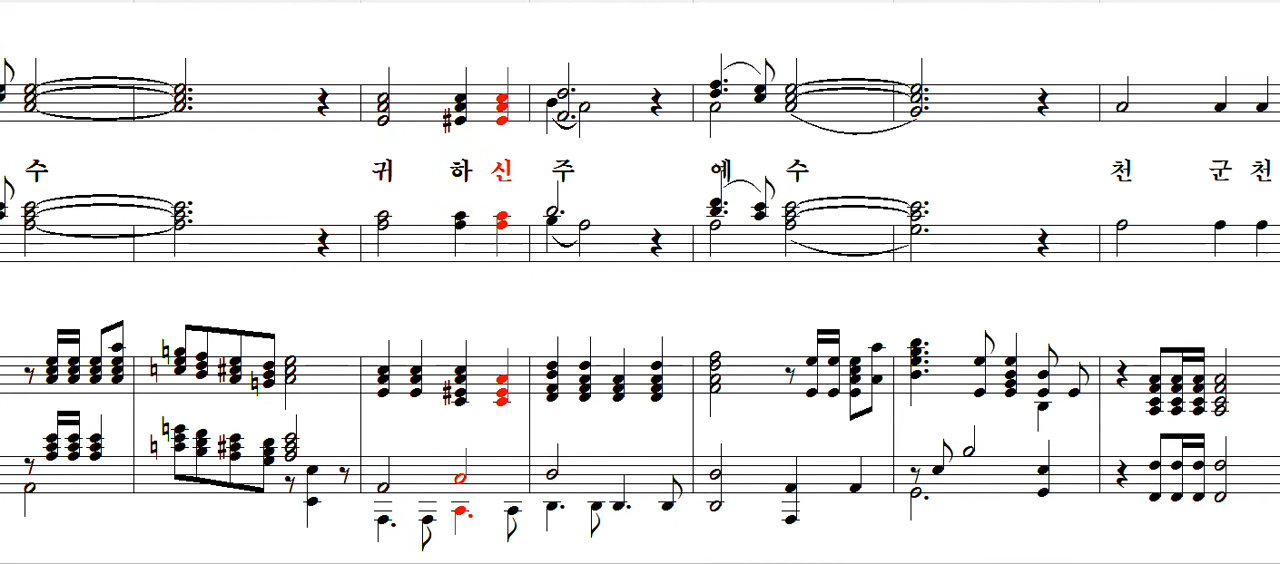 수 귀 하 신 주 예 수 천 군 천